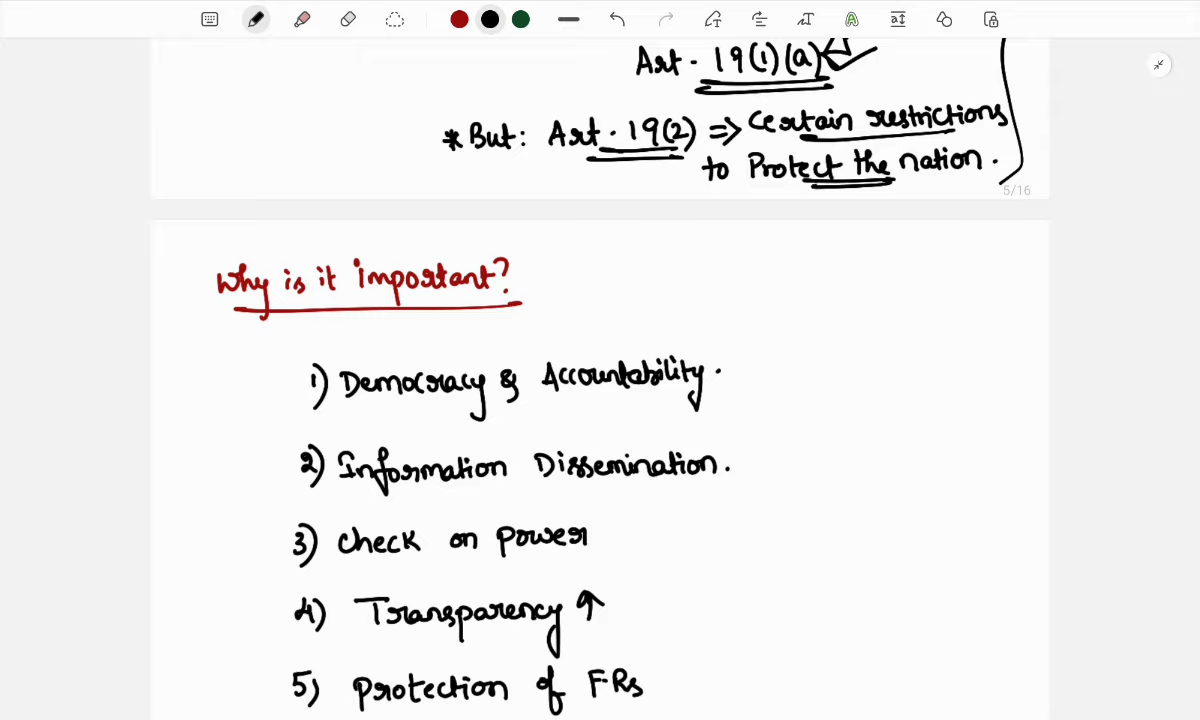 Art. 19(1)(a)
*But: Art. 19(2) => Certain restrictions
to Protect the nation.
5/16
Why is it important?
1) Democracy & Accountability.
2) Information Dissemination.
3) Check on power
4) Transparency ↑
5) Protection of FRs